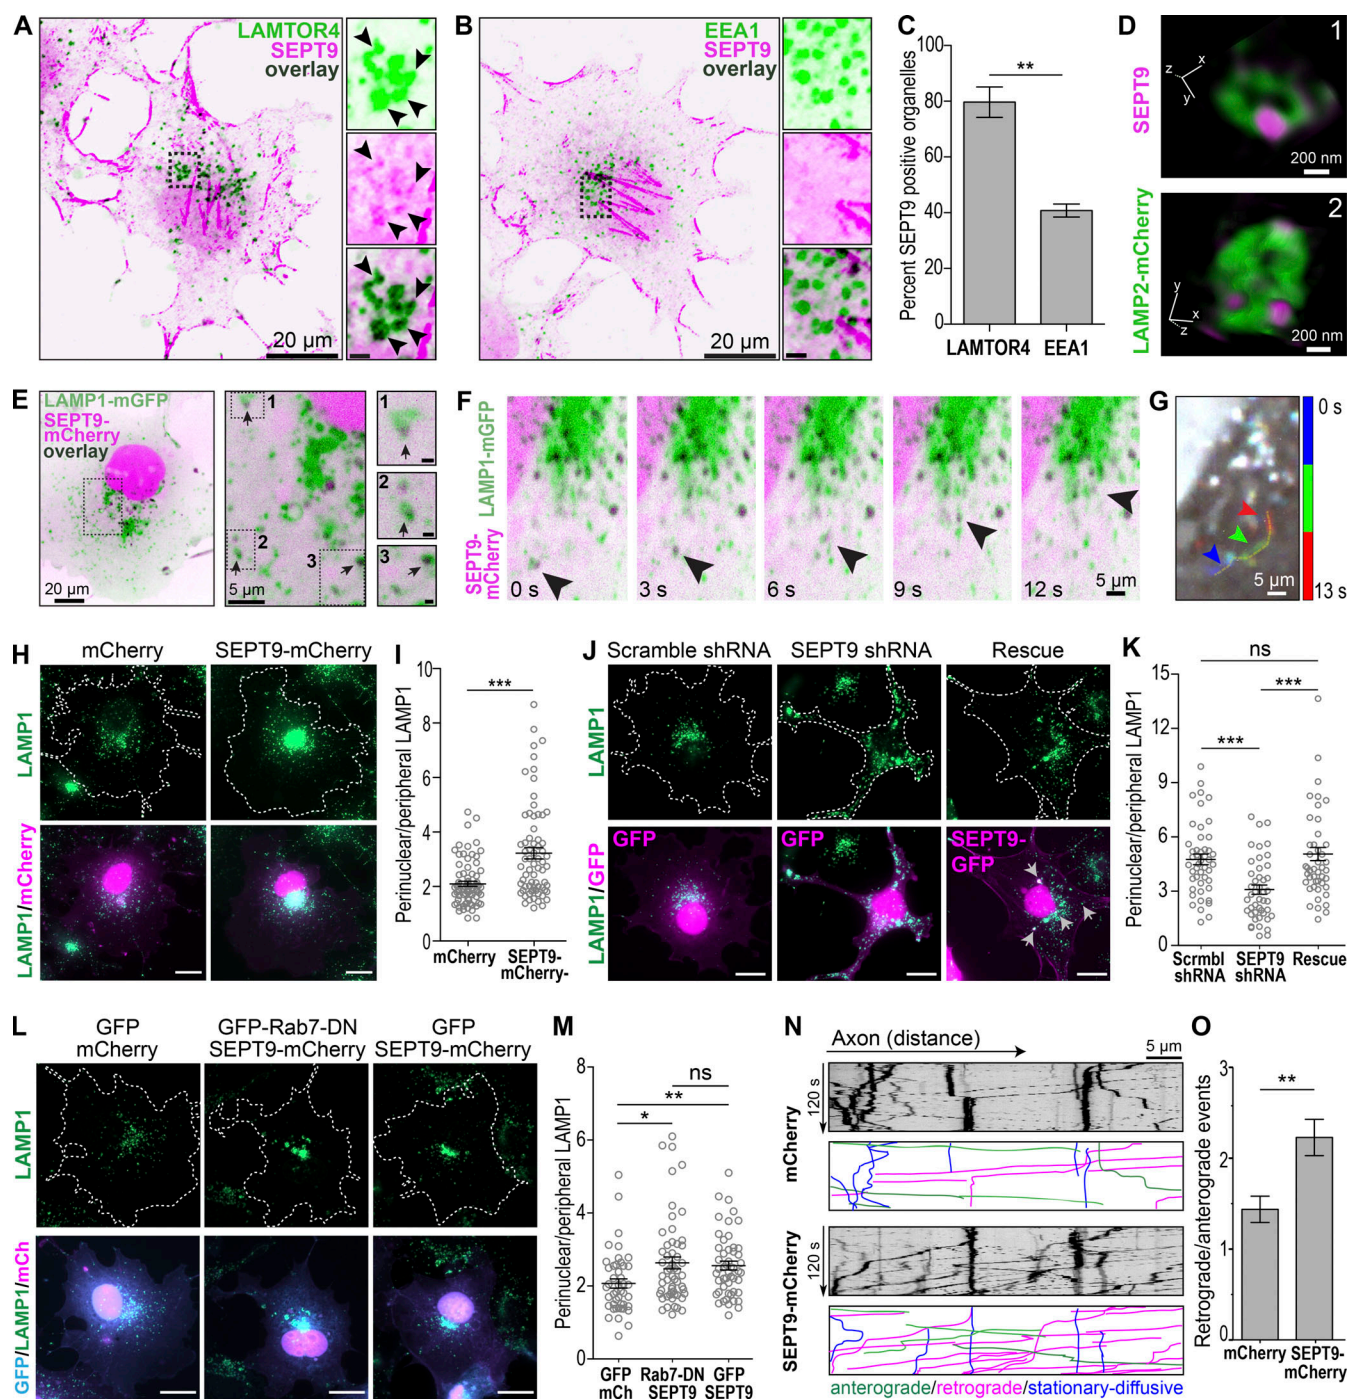 A
LAMTOR4
SEPT9
overlay
20 µm
B
EEA1
SEPT9
overlay
20 µm
C
Percent SEPT9 positive organelles
100
80
60
40
20
0
**
LAMTOR4
EEA1
D
SEPT9
LAMP2-mCherry
1
x
y
z
200 nm
2
y
x
z
200 nm
E
LAMP1-mGFP
SEPT9-
mCherry
overlay
20 µm
1
2
3
5 µm
1
2
3
F
LAMP1-mGFP
SEPT9-
mCherry
0 s
3 s
6 s
9 s
12 s
5 µm
G
5 µm
0 s
13 s
H
mCherry
SEPT9-mCherry
LAMP1
LAMP1/mCherry
I
Perinuclear/peripheral LAMP1
10
8
6
4
2
0
***
mCherry
SEPT9-
mCherry-
J
Scramble shRNA
SEPT9 shRNA
Rescue
LAMP1
LAMP1/GFP
GFP
GFP
SEPT9-
GFP
K
Perinuclear/peripheral LAMP1
15
12
9
6
3
0
ns
***
***
Scrmbl
shRNA
SEPT9
shRNA
Rescue
L
GFP
mCherry
GFP-Rab7-DN
SEPT9-mCherry
GFP
SEPT9-mCherry
LAMP1
GFP/LAMP1/mCh
M
Perinuclear/peripheral LAMP1
8
6
4
2
0
ns
**
*
GFP
mCh
Rab7-DN
SEPT9
GFP
SEPT9
N
Axon (distance)
5 µm
120 s
mCherry
120 s
SEPT9-mCherry
anterograde/retrograde/stationary-diffusive
O
Retrograde/anterograde events
3
2
1
0
**
mCherry
SEPT9-
mCherry